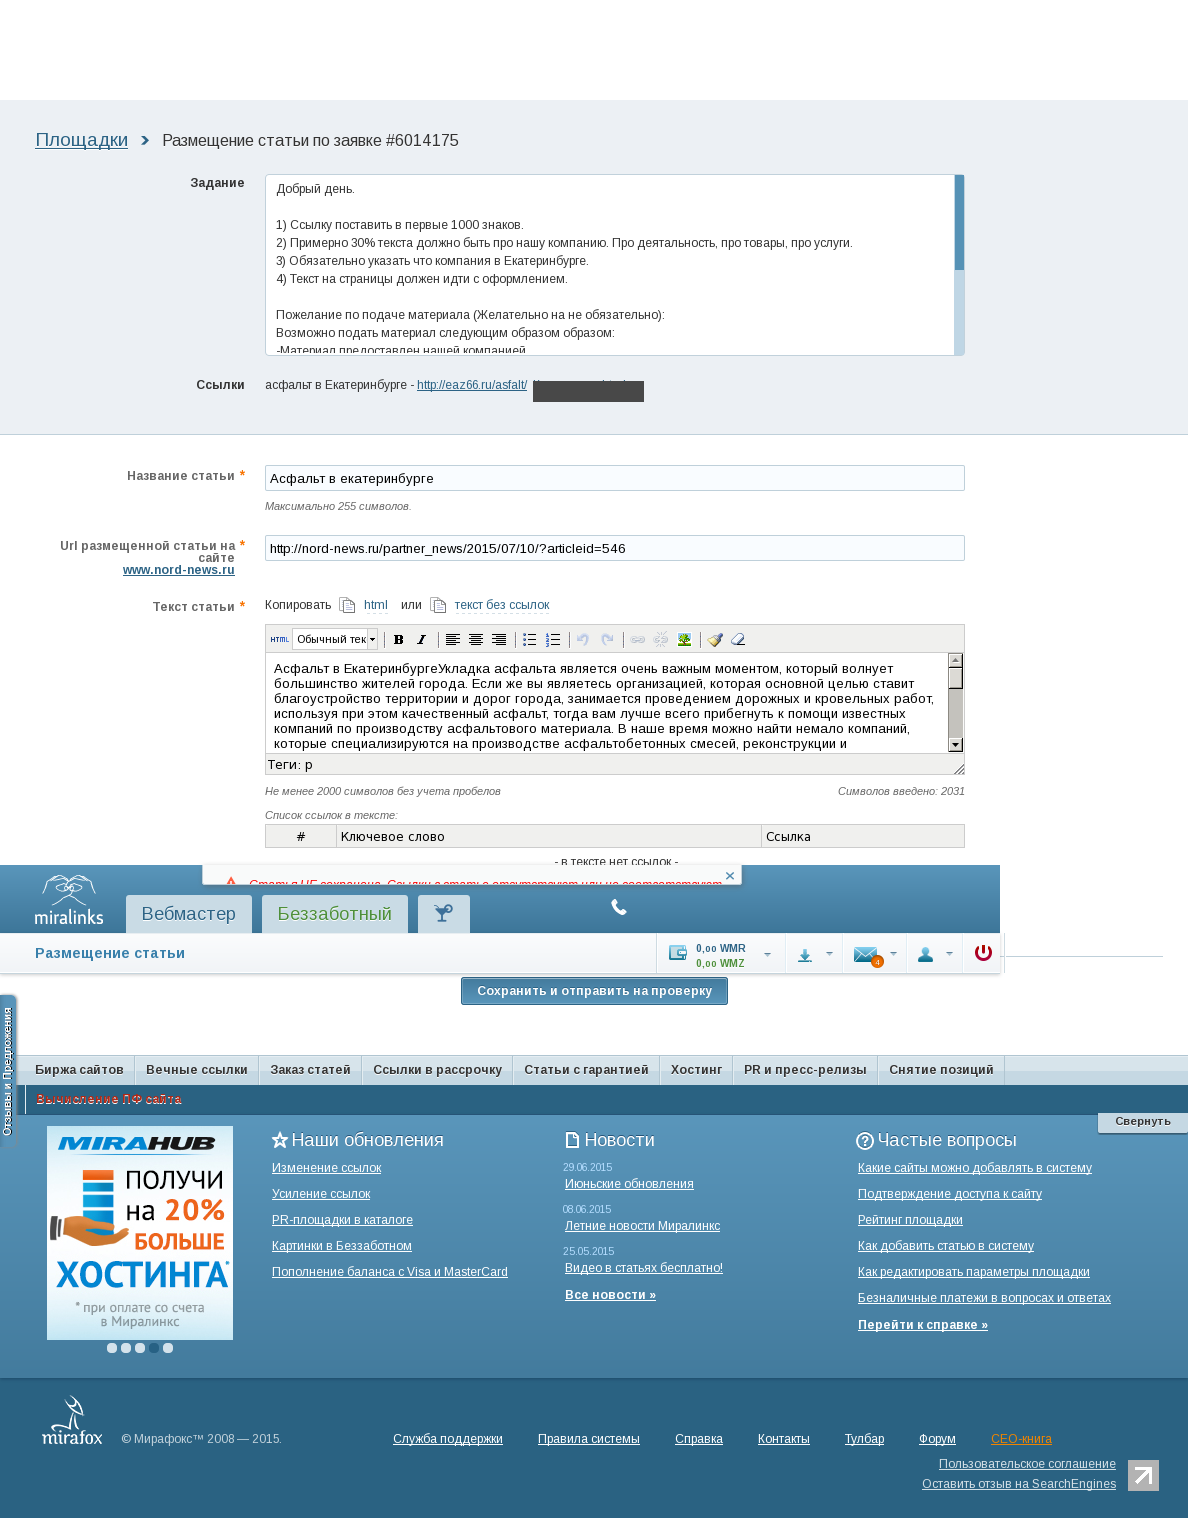 Площадки Размещение статьи по заявке #6014175
Задание
Добрый день.
1) Ссылку поставить в первые 1000 знаков.
2) Примерно 30% текста должно быть про нашу компанию. Про деятальность, про товары, про услуги.
3) Обязательно указать что компания в Екатеринбурге.
4) Текст на страницы должен идти с оформлением.
Пожелание по подаче материала (Желательно на не обязательно):
Возможно подать материал следующим образом образом:
-Материал предоставлен нашей компанией
Ссылки
асфальт в Екатеринбурге - http://eaz66.ru/asfalt/
Название статьи *
Асфальт в екатеринбурге
Максимально 255 символов.
Url размещенной статьи на *
сайте
www.nord-news.ru
http://nord-news.ru/partner_news/2015/07/10/?articleid=546
Текст статьи *
Копировать html или текст без ссылок
HTML Обычный тек B I
Асфальт в ЕкатеринбургеУкладка асфальта является очень важным моментом, который волнует
большинство жителей города. Если же вы являетесь организацией, которая основной целью ставит
благоустройство территории и дорог города, занимается проведением дорожных и кровельных работ,
используя при этом качественный асфальт, тогда вам лучше всего прибегнуть к помощи известных
компаний по производству асфальтового материала. В наше время можно найти немало компаний,
которые специализируются на производстве асфальтобетонных смесей, реконструкции и
Теги: p
Не менее 2000 символов без учета пробелов Символов введено: 2031
Список ссылок в тексте:
# Ключевое слово Ссылка
- в тексте нет ссылок -
Статья НЕ сохранена. Ссылки в статье отсутствуют или не соответствуют
miralinks
Вебмастер Беззаботный
Размещение статьи
0,00 WMR
0,00 WMZ
4
Сохранить и отправить на проверку
Отзывы и Предложения
Биржа сайтов Вечные ссылки Заказ статей Ссылки в рассрочку Статьи с гарантией Хостинг PR и пресс-релизы Снятие позиций
Вычисление ПФ сайта
Свернуть
MIRAHUB
ПОЛУЧИ
НА 20%
БОЛЬШЕ
ХОСТИНГА*
* при оплате со счета
в Миралинкс
Наши обновления
Изменение ссылок
Усиление ссылок
PR-площадки в каталоге
Картинки в Беззаботном
Пополнение баланса с Visa и MasterCard
Новости
29.06.2015
Июньские обновления
08.06.2015
Летние новости Миралинкс
25.05.2015
Видео в статьях бесплатно!
Все новости »
Частые вопросы
Какие сайты можно добавлять в систему
Подтверждение доступа к сайту
Рейтинг площадки
Как добавить статью в систему
Как редактировать параметры площадки
Безналичные платежи в вопросах и ответах
Перейти к справке »
mirafox
© Мирафокс™ 2008 — 2015.
Служба поддержки Правила системы Справка Контакты Тулбар Форум СЕО-книга
Пользовательское соглашение
Оставить отзыв на SearchEngines